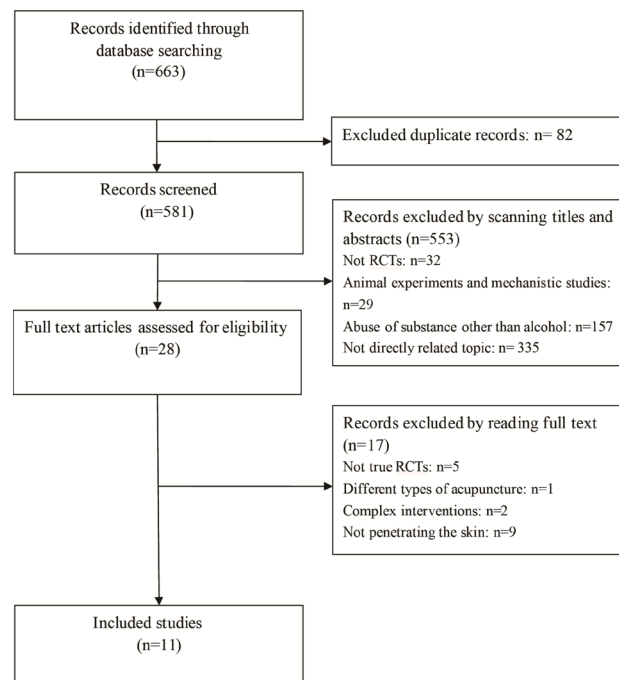 Records identified through
database searching
(n=663)
Excluded duplicate records: n= 82
Records screened
(n=581)
Records excluded by scanning titles and
abstracts (n=553)
Not RCTs: n=32
Animal experiments and mechanistic studies:
n=29
Abuse of substance other than alcohol: n=157
Not directly related topic: n= 335
Full text articles assessed for eligibility
(n=28)
Records excluded by reading full text
(n=17)
Not true RCTs: n=5
Different types of acupuncture: n=1
Complex interventions: n=2
Not penetrating the skin: n=9
Included studies
(n=11)